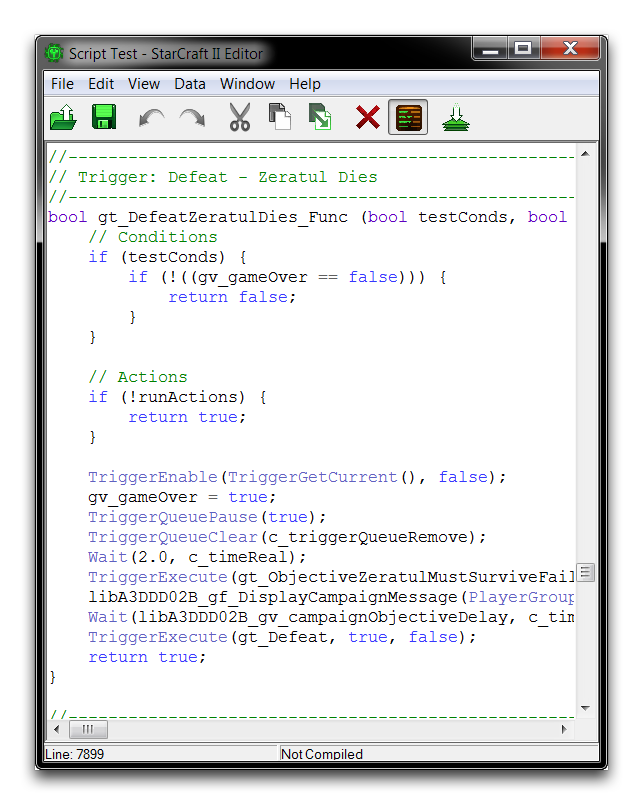 Script Test - StarCraft II Editor
File Edit View Data Window Help
//---------------------------------------------------
// Trigger: Defeat - Zeratul Dies
//---------------------------------------------------
bool gt_DefeatZeratulDies_Func (bool testConds, bool
// Conditions
if (testConds) {
if (!((gv_gameOver == false))) {
return false;
}
}
// Actions
if (!runActions) {
return true;
}
TriggerEnable(TriggerGetCurrent(), false);
gv_gameOver = true;
TriggerQueuePause(true);
TriggerQueueClear(c_triggerQueueRemove);
Wait(2.0, c_timeReal);
TriggerExecute(gt_ObjectiveZeratulMustSurviveFail
libA3DDD02B_gf_DisplayCampaignMessage(PlayerGroup
Wait(libA3DDD02B_gv_campaignObjectiveDelay, c_tim
TriggerExecute(gt_Defeat, true, false);
return true;
}
//---------------------------------------------------
Line: 7899 Not Compiled